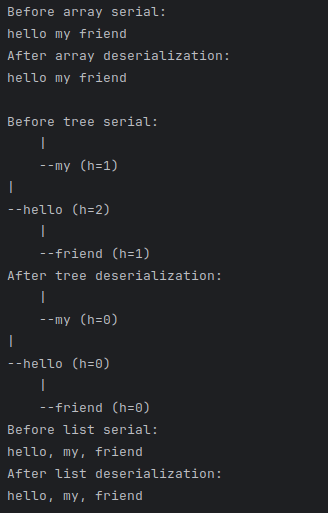 Before array serial:
hello my friend
After array deserialization:
hello my friend

Before tree serial:
    |
    --my (h=1)
|
--hello (h=2)
    |
    --friend (h=1)
After tree deserialization:
    |
    --my (h=0)
|
--hello (h=0)
    |
    --friend (h=0)
Before list serial:
hello, my, friend
After list deserialization:
hello, my, friend